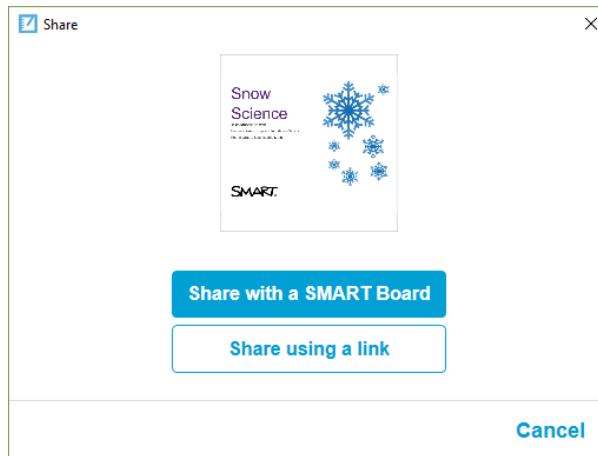 Share
Snow
Science
SMART
Share with a SMART Board
Share using a link
Cancel